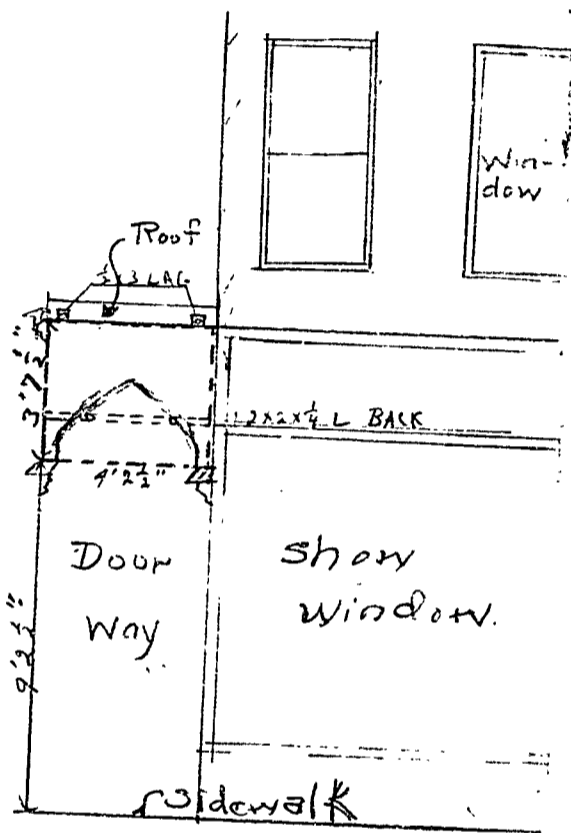 Win-
dow
Roof
3'7½"
2x2x¼ L BACK
4'2½"
Door
Way
Show
Window.
9'2½"
Sidewalk